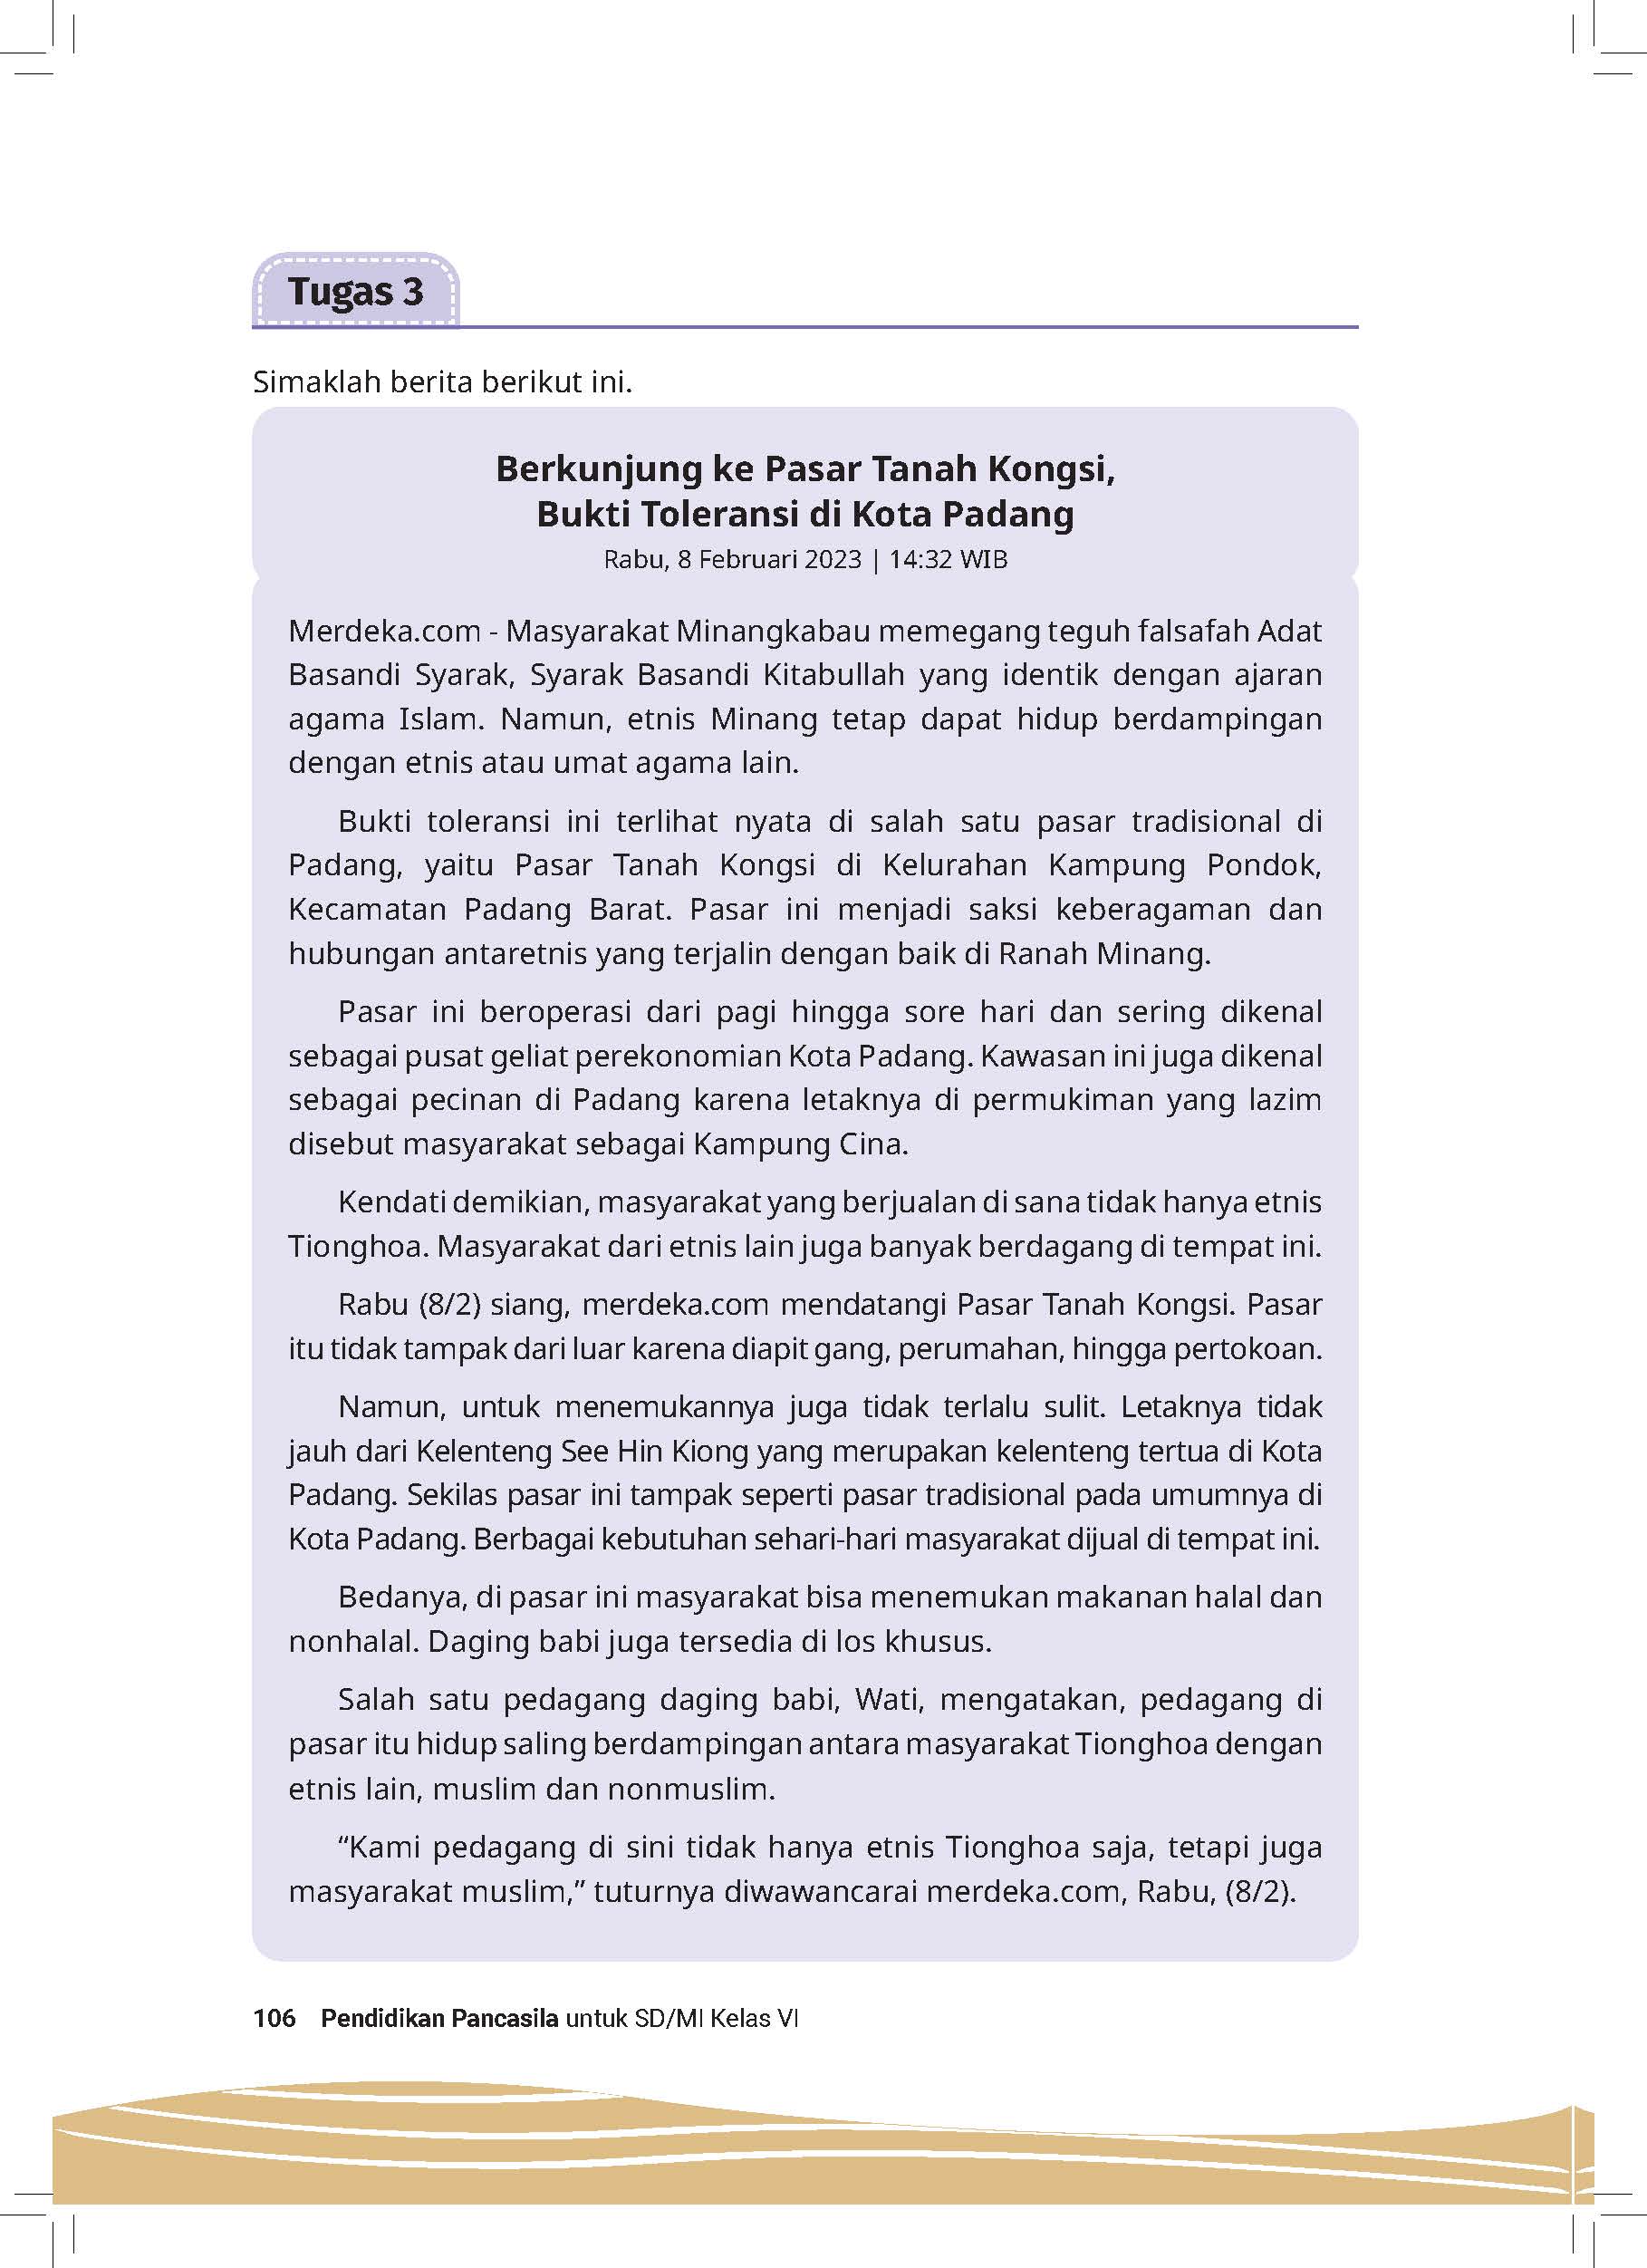 Tugas 3
Simaklah berita berikut ini.
Berkunjung ke Pasar Tanah Kongsi,
Bukti Toleransi di Kota Padang
Rabu, 8 Februari 2023 | 14:32 WIB
Merdeka.com - Masyarakat Minangkabau memegang teguh falsafah Adat
Basandi Syarak, Syarak Basandi Kitabullah yang identik dengan ajaran
agama Islam. Namun, etnis Minang tetap dapat hidup berdampingan
dengan etnis atau umat agama lain.
Bukti toleransi ini terlihat nyata di salah satu pasar tradisional di
Padang, yaitu Pasar Tanah Kongsi di Kelurahan Kampung Pondok,
Kecamatan Padang Barat. Pasar ini menjadi saksi keberagaman dan
hubungan antaretnis yang terjalin dengan baik di Ranah Minang.
Pasar ini beroperasi dari pagi hingga sore hari dan sering dikenal
sebagai pusat geliat perekonomian Kota Padang. Kawasan ini juga dikenal
sebagai pecinan di Padang karena letaknya di permukiman yang lazim
disebut masyarakat sebagai Kampung Cina.
Kendati demikian, masyarakat yang berjualan di sana tidak hanya etnis
Tionghoa. Masyarakat dari etnis lain juga banyak berdagang di tempat ini.
Rabu (8/2) siang, merdeka.com mendatangi Pasar Tanah Kongsi. Pasar
itu tidak tampak dari luar karena diapit gang, perumahan, hingga pertokoan.
Namun, untuk menemukannya juga tidak terlalu sulit. Letaknya tidak
jauh dari Kelenteng See Hin Kiong yang merupakan kelenteng tertua di Kota
Padang. Sekilas pasar ini tampak seperti pasar tradisional pada umumnya di
Kota Padang. Berbagai kebutuhan sehari-hari masyarakat dijual di tempat ini.
Bedanya, di pasar ini masyarakat bisa menemukan makanan halal dan
nonhalal. Daging babi juga tersedia di los khusus.
Salah satu pedagang daging babi, Wati, mengatakan, pedagang di
pasar itu hidup saling berdampingan antara masyarakat Tionghoa dengan
etnis lain, muslim dan nonmuslim.
“Kami pedagang di sini tidak hanya etnis Tionghoa saja, tetapi juga
masyarakat muslim,” tuturnya diwawancarai merdeka.com, Rabu, (8/2).
106 Pendidikan Pancasila untuk SD/MI Kelas VI